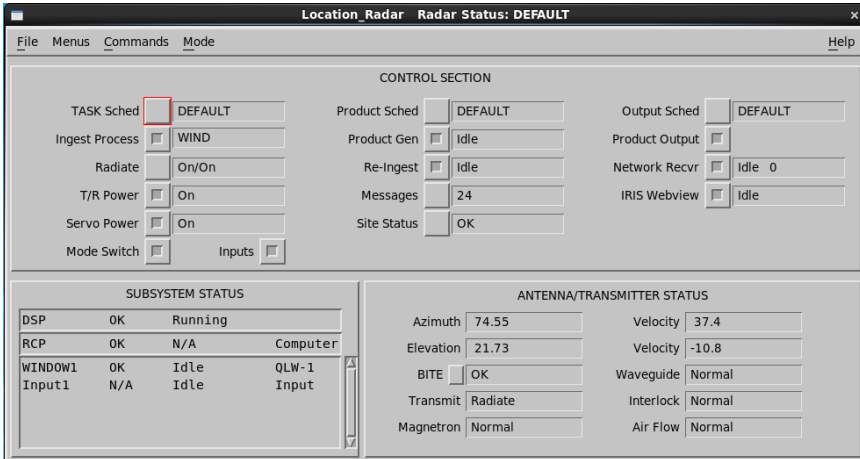 Location_Radar Radar Status: DEFAULT
File Menus Commands Mode Help
CONTROL SECTION
TASK Sched DEFAULT Product Sched DEFAULT Output Sched DEFAULT
Ingest Process WIND Product Gen Idle Product Output
Radiate On/On Re-Ingest Idle Network Recvr Idle 0
T/R Power On Messages 24 IRIS Webview Idle
Servo Power On Site Status OK
Mode Switch Inputs
SUBSYSTEM STATUS
DSP OK Running
RCP OK N/A Computer
WINDOW1 OK Idle QLW-1
Input1 N/A Idle Input
ANTENNA/TRANSMITTER STATUS
Azimuth 74.55 Velocity 37.4
Elevation 21.73 Velocity -10.8
BITE OK Waveguide Normal
Transmit Radiate Interlock Normal
Magnetron Normal Air Flow Normal